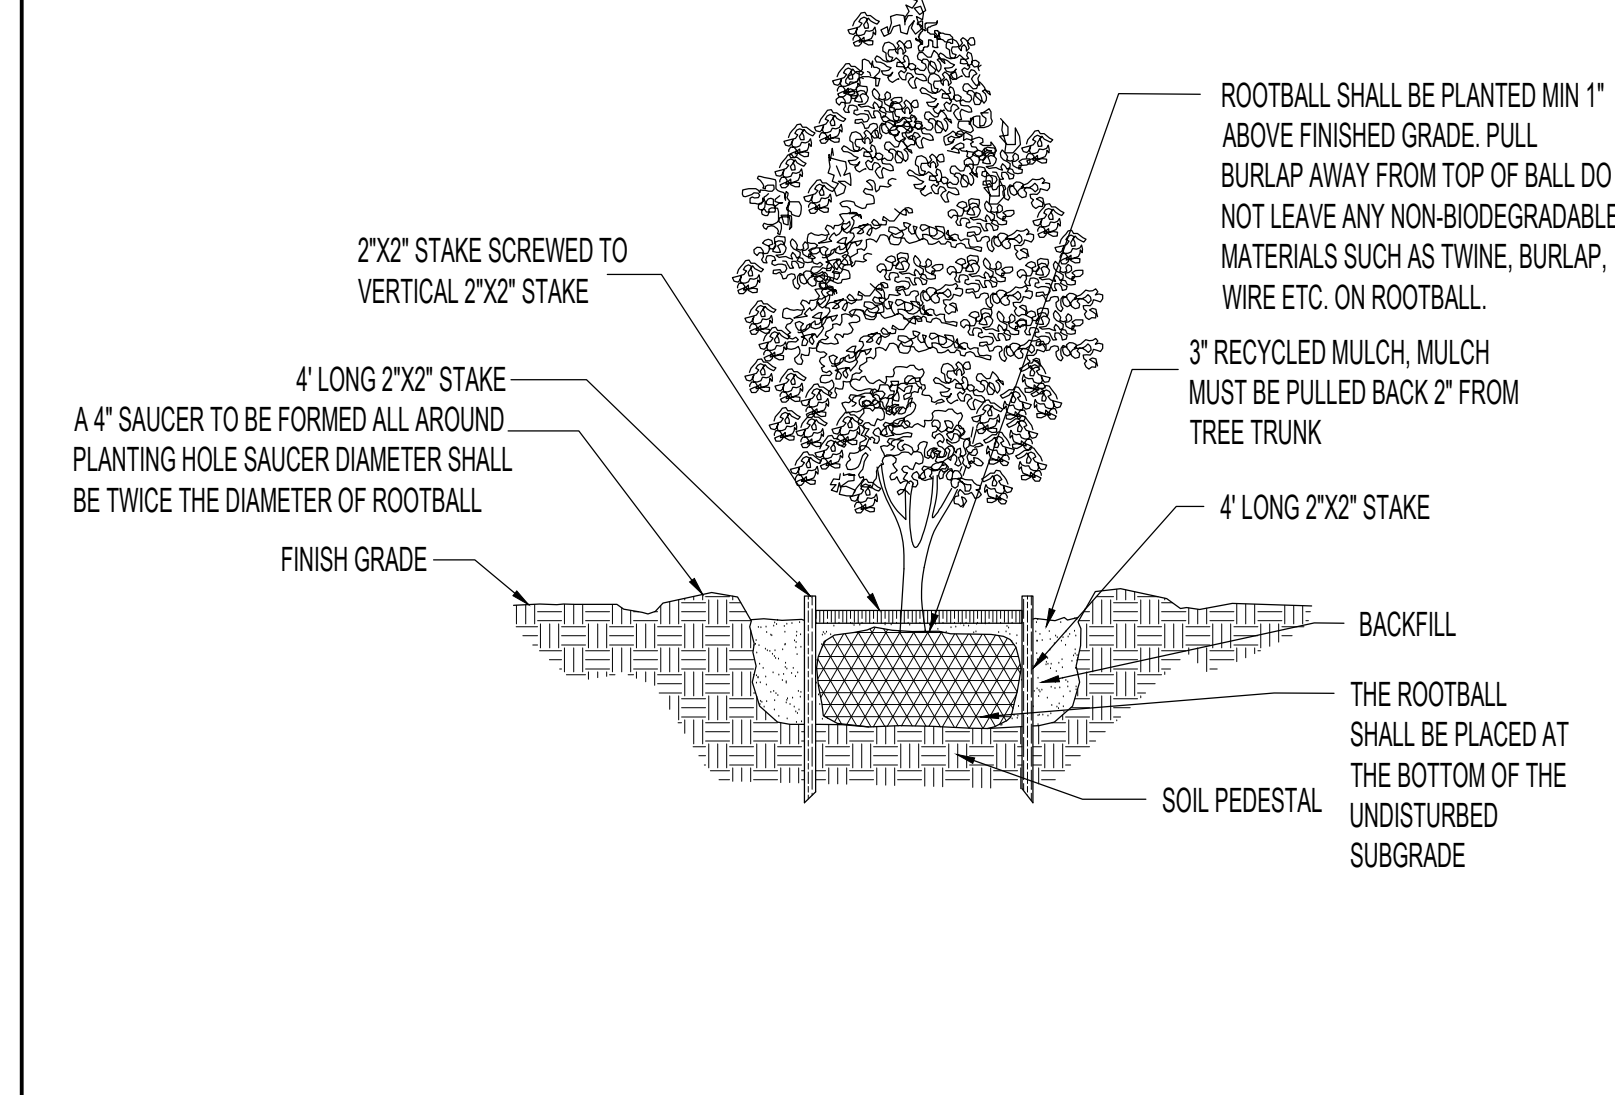 ROOTBALL SHALL BE PLANTED MIN 1"
ABOVE FINISHED GRADE. PULL
BURLAP AWAY FROM TOP OF BALL DO
NOT LEAVE ANY NON-BIODEGRADABLE
MATERIALS SUCH AS TWINE, BURLAP,
WIRE ETC. ON ROOTBALL.
2"X2" STAKE SCREWED TO
VERTICAL 2"X2" STAKE
3" RECYCLED MULCH, MULCH
MUST BE PULLED BACK 2" FROM
TREE TRUNK
4' LONG 2"X2" STAKE
A 4" SAUCER TO BE FORMED ALL AROUND
PLANTING HOLE SAUCER DIAMETER SHALL
BE TWICE THE DIAMETER OF ROOTBALL
4' LONG 2"X2" STAKE
FINISH GRADE
BACKFILL
THE ROOTBALL
SHALL BE PLACED AT
THE BOTTOM OF THE
UNDISTURBED
SUBGRADE
SOIL PEDESTAL